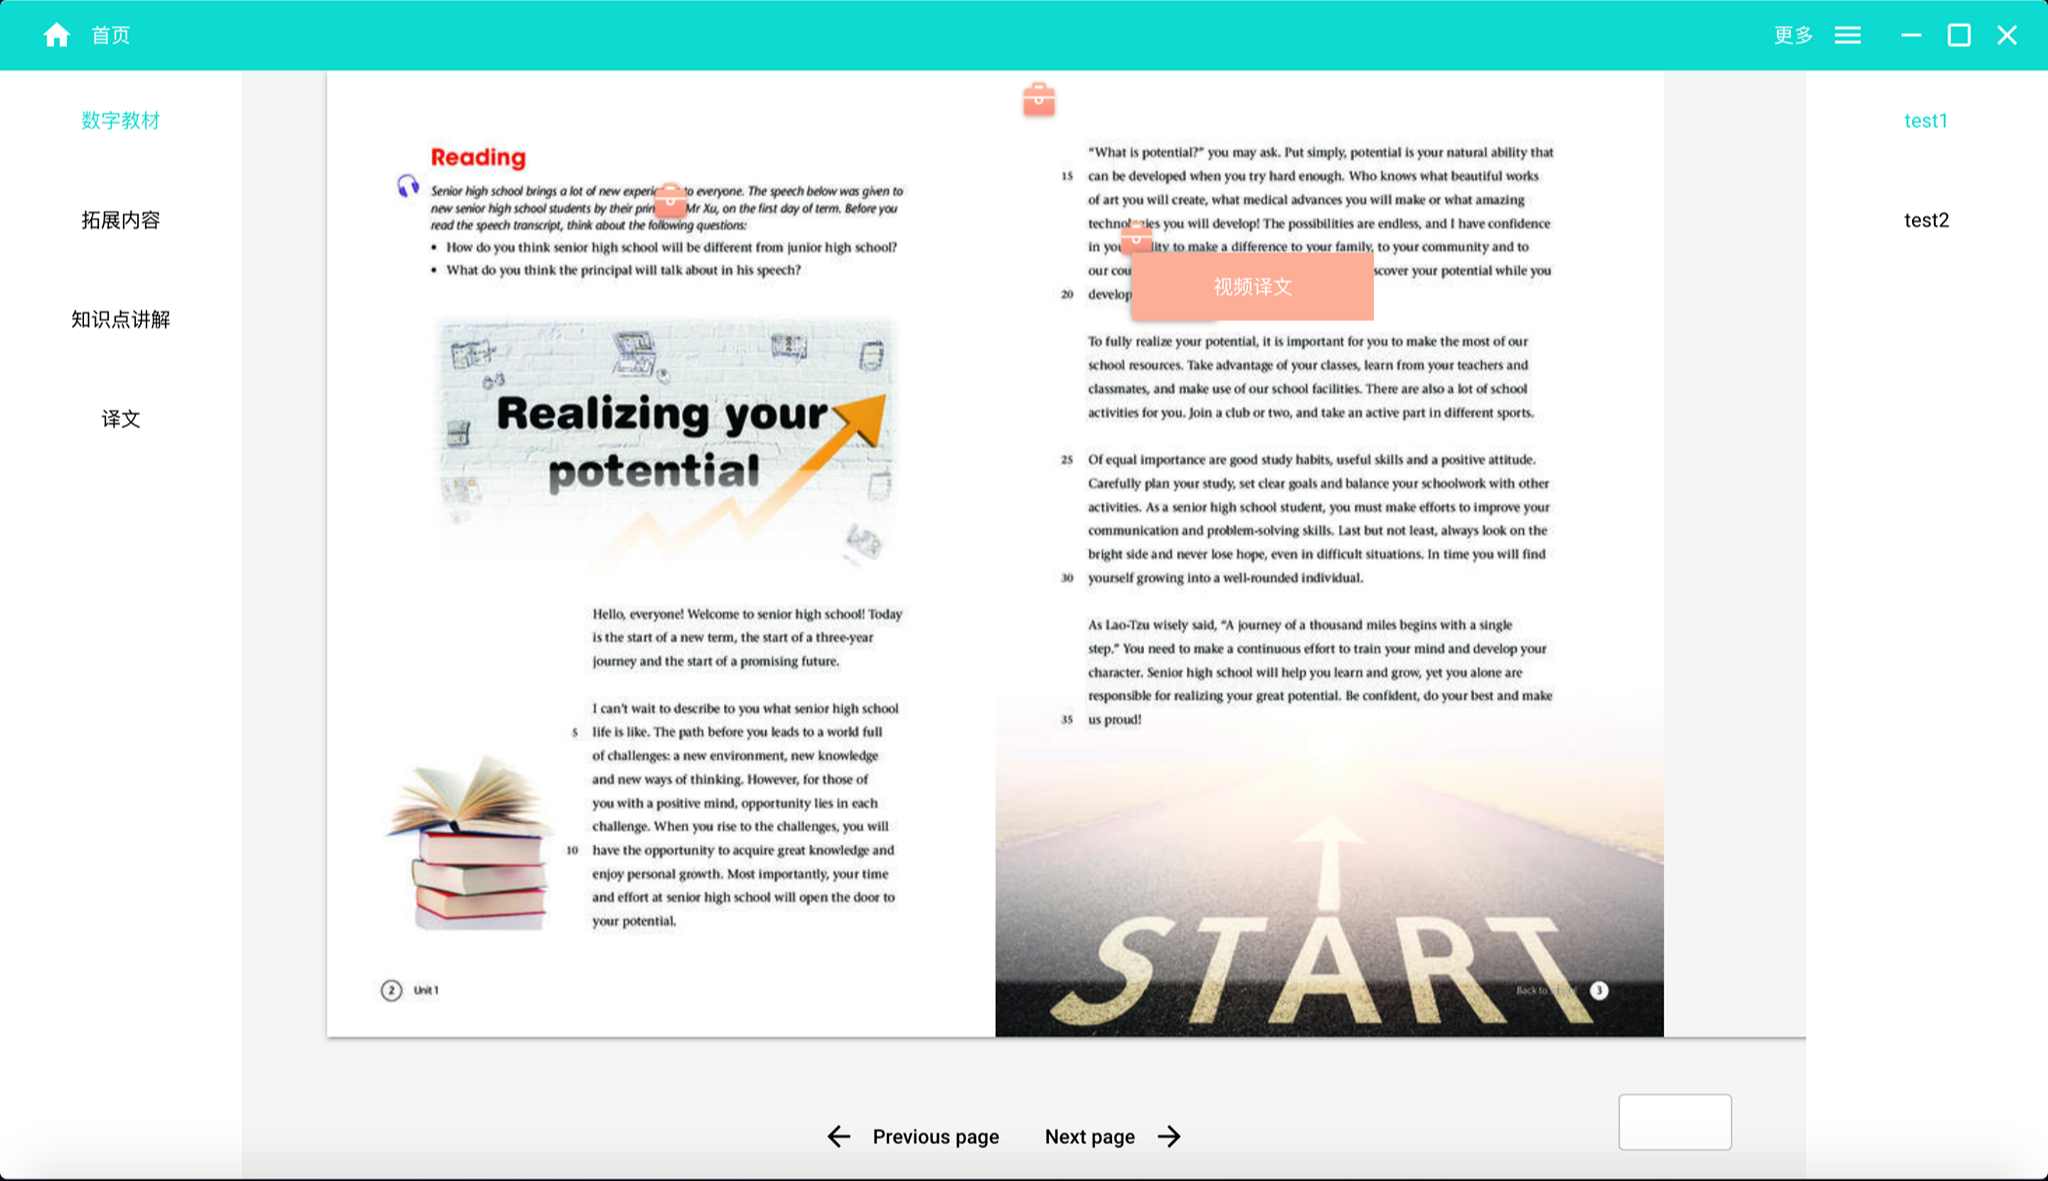 首页
更多
数字教材
拓展内容
知识点讲解
译文
Reading
Senior high school brings a lot of new to everyone. The speech below was given to
new senior high school students by their Mr Xu, on the first day of term. Before you
read the speech transcript, think about the following questions:
• How do you think senior high school will be different from junior high school?
• What do you think the principal will talk about in his speech?
Realizing your
potential
Hello, everyone! Welcome to senior high school! Today
is the start of a new term, the start of a three-year
journey and the start of a promising future.
I can't wait to describe to you what senior high school
5 life is like. The path before you leads to a world full
of challenges: a new environment, new knowledge
and new ways of thinking. However, for those of
you with a positive mind, opportunity lies in each
challenge. When you rise to the challenges, you will
10 have the opportunity to acquire great knowledge and
enjoy personal growth. Most importantly, your time
and effort at senior high school will open the door to
your potential.
2 Unit 1
"What is potential?" you may ask. Put simply, potential is your natural ability that
15 can be developed when you try hard enough. Who knows what beautiful works
of art you will create, what medical advances you will make or what amazing
you will develop! The possibilities are endless, and I have confidence
in to make a difference to your family, to your community and to
our your potential while you
20
视频译文
To fully realize your potential, it is important for you to make the most of our
school resources. Take advantage of your classes, learn from your teachers and
classmates, and make use of our school facilities. There are also a lot of school
activities for you. Join a club or two, and take an active part in different sports.
25 Of equal importance are good study habits, useful skills and a positive attitude.
Carefully plan your study, set clear goals and balance your schoolwork with other
activities. As a senior high school student, you must make efforts to improve your
communication and problem-solving skills. Last but not least, always look on the
bright side and never lose hope, even in difficult situations. In time you will find
30 yourself growing into a well-rounded individual.
As Lao-Tzu wisely said, "A journey of a thousand miles begins with a single
step." You need to make a continuous effort to train your mind and develop your
character. Senior high school will help you learn and grow, yet you alone are
responsible for realizing your great potential. Be confident, do your best and make
35 us proud!
START
Back to 3
test1
test2
Previous page Next page